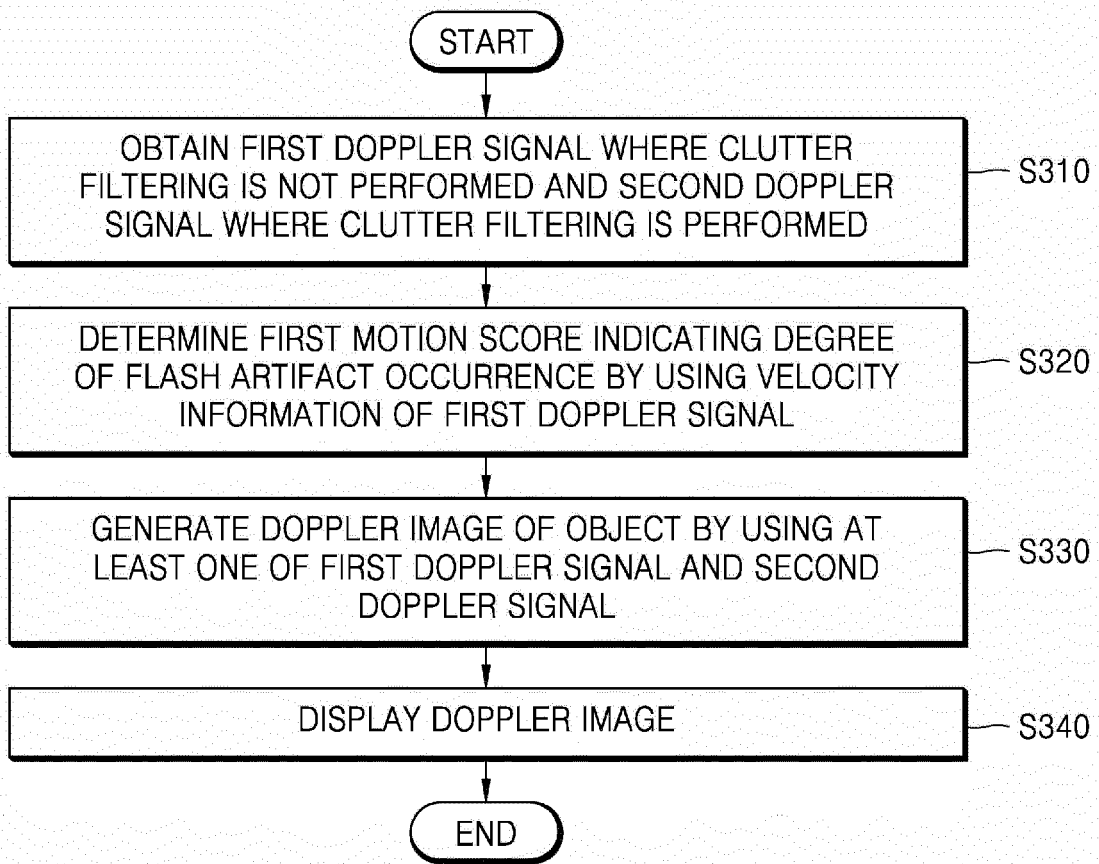 START
OBTAIN FIRST DOPPLER SIGNAL WHERE CLUTTER
FILTERING IS NOT PERFORMED AND SECOND DOPPLER
SIGNAL WHERE CLUTTER FILTERING IS PERFORMED
S310
DETERMINE FIRST MOTION SCORE INDICATING DEGREE
OF FLASH ARTIFACT OCCURRENCE BY USING VELOCITY
INFORMATION OF FIRST DOPPLER SIGNAL
S320
GENERATE DOPPLER IMAGE OF OBJECT BY USING AT
LEAST ONE OF FIRST DOPPLER SIGNAL AND SECOND
DOPPLER SIGNAL
S330
DISPLAY DOPPLER IMAGE
S340
END